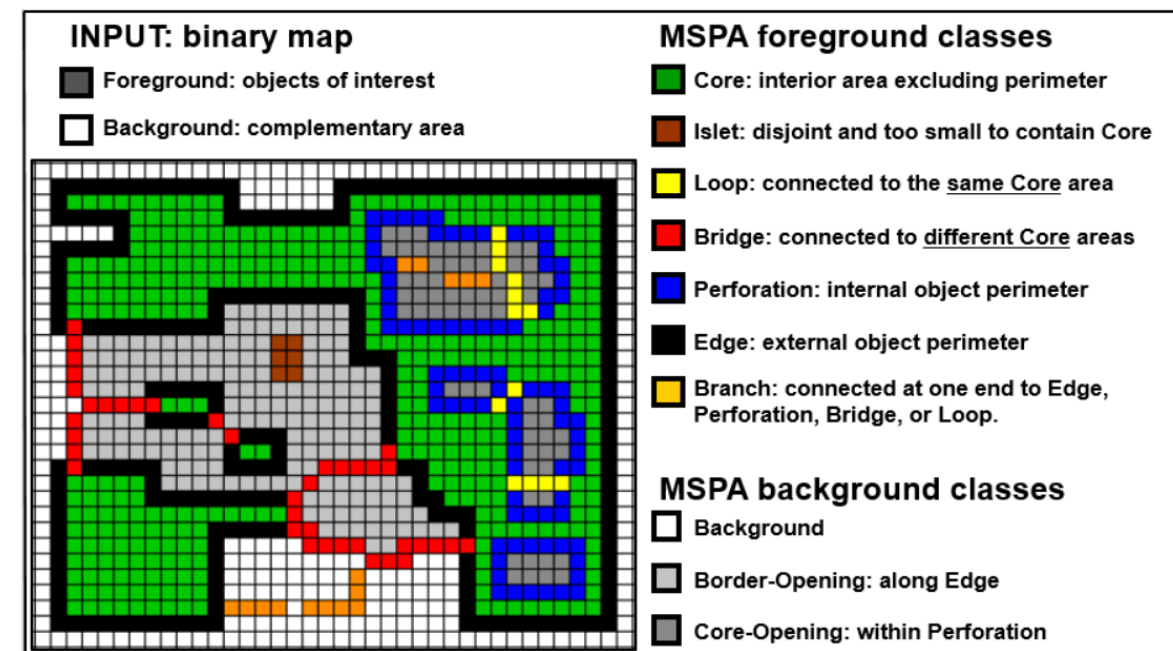 INPUT: binary map
Foreground: objects of interest
Background: complementary area
MSPA foreground classes
Core: interior area excluding perimeter
Islet: disjoint and too small to contain Core
Loop: connected to the same Core area
Bridge: connected to different Core areas
Perforation: internal object perimeter
Edge: external object perimeter
Branch: connected at one end to Edge,
Perforation, Bridge, or Loop.
MSPA background classes
Background
Border-Opening: along Edge
Core-Opening: within Perforation